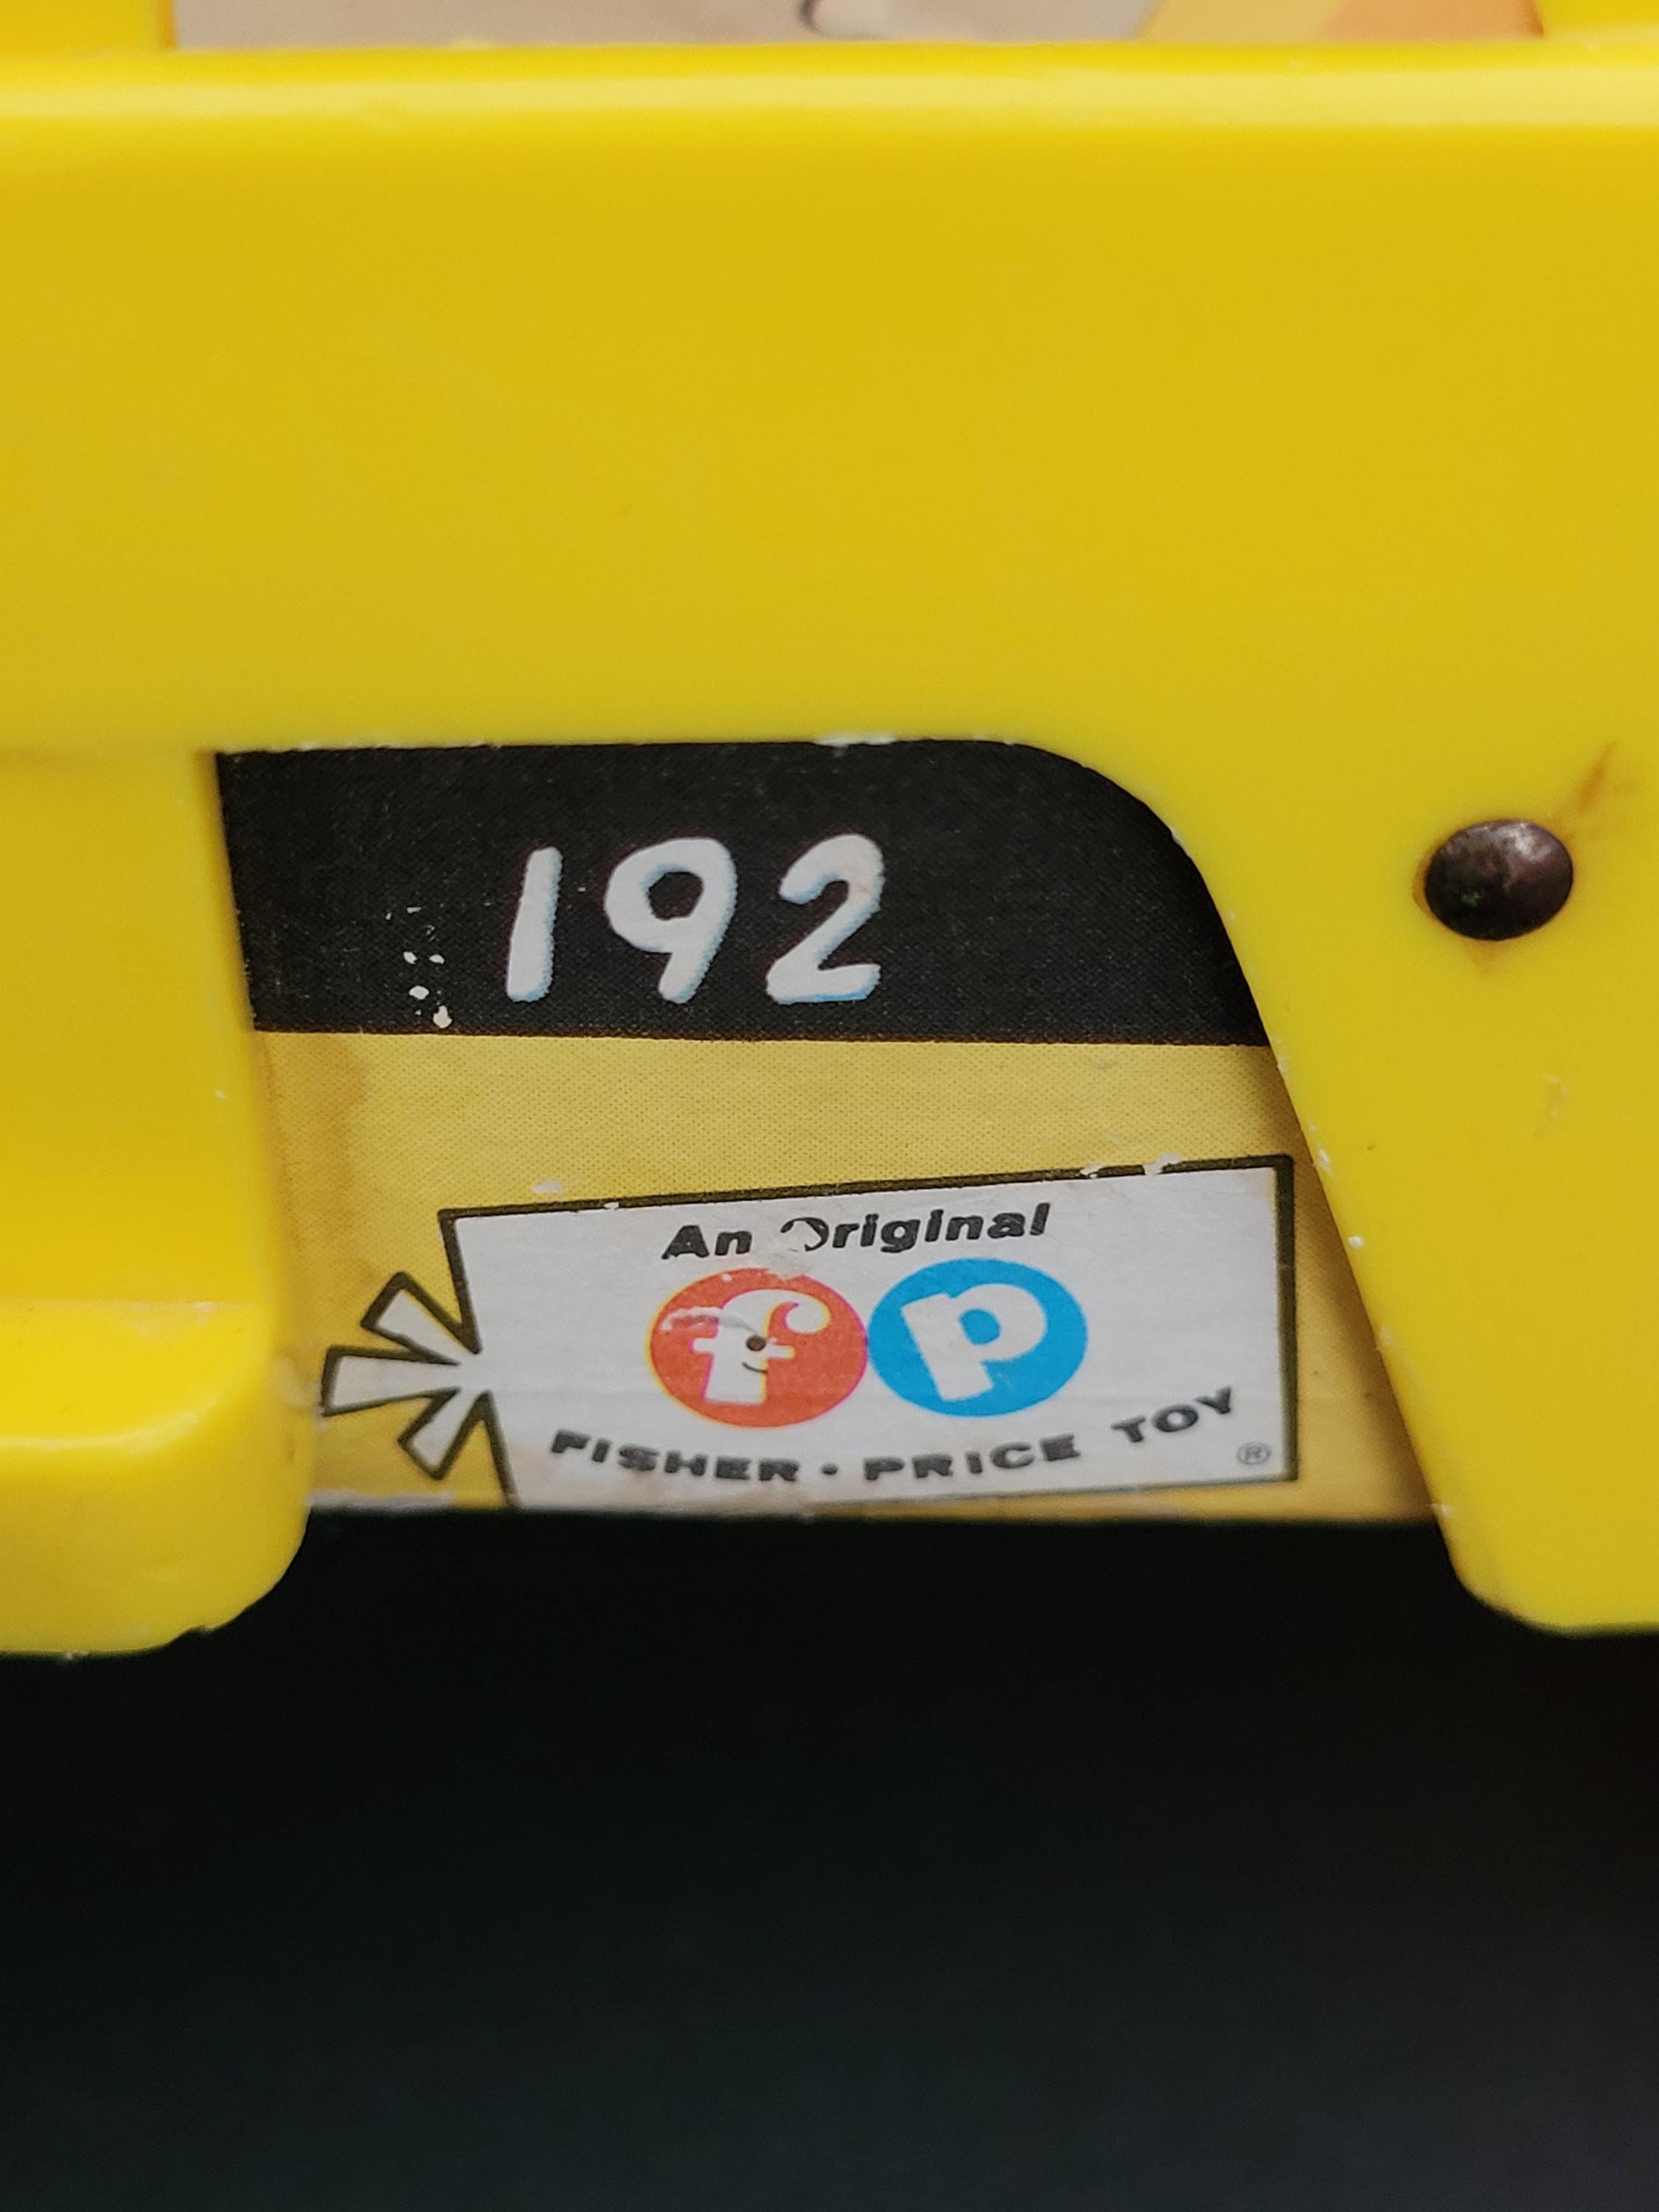 192
An Original
fp
FISHER·PRICE TOY
®